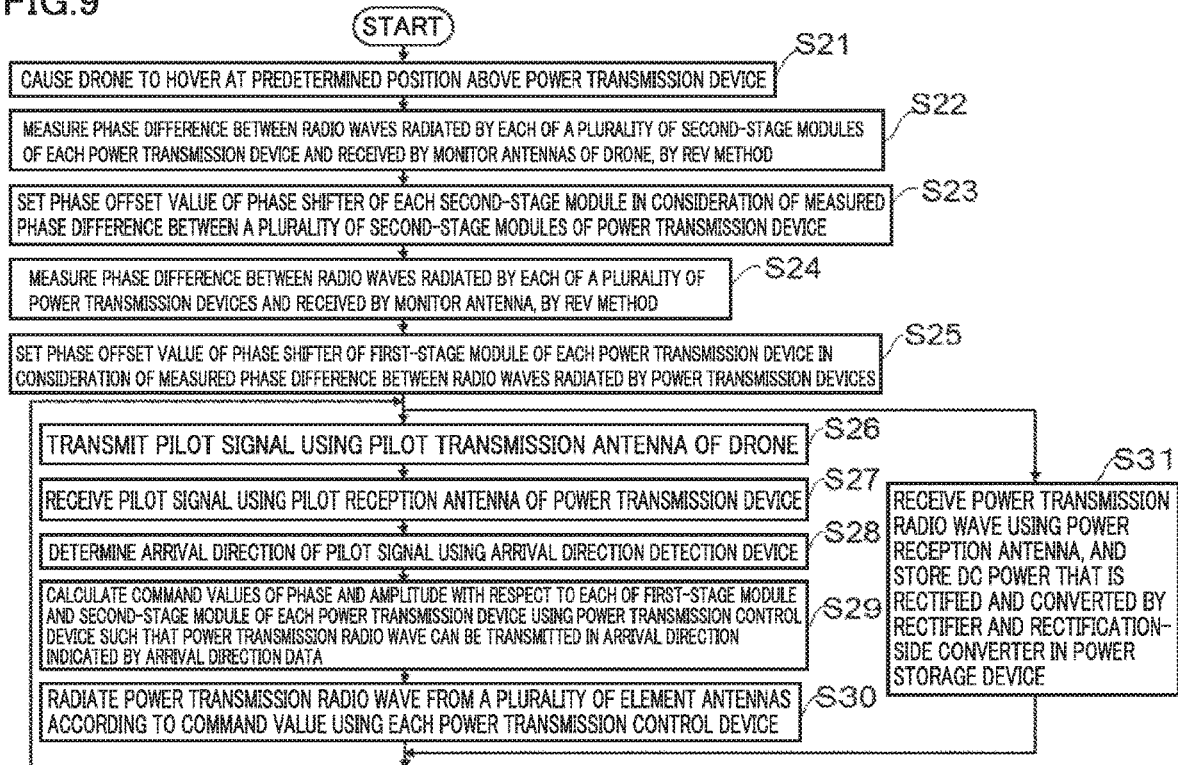 FIG.9
START
S21
CAUSE DRONE TO HOVER AT PREDETERMINED POSITION ABOVE POWER TRANSMISSION DEVICE
S22
MEASURE PHASE DIFFERENCE BETWEEN RADIO WAVES RADIATED BY EACH OF A PLURALITY OF SECOND-STAGE MODULES
OF EACH POWER TRANSMISSION DEVICE AND RECEIVED BY MONITOR ANTENNAS OF DRONE, BY REV METHOD
S23
SET PHASE OFFSET VALUE OF PHASE SHIFTER OF EACH SECOND-STAGE MODULE IN CONSIDERATION OF MEASURED
PHASE DIFFERENCE BETWEEN A PLURALITY OF SECOND-STAGE MODULES OF POWER TRANSMISSION DEVICE
S24
MEASURE PHASE DIFFERENCE BETWEEN RADIO WAVES RADIATED BY EACH OF A PLURALITY OF
POWER TRANSMISSION DEVICES AND RECEIVED BY MONITOR ANTENNA, BY REV METHOD
S25
SET PHASE OFFSET VALUE OF PHASE SHIFTER OF FIRST-STAGE MODULE OF EACH POWER TRANSMISSION DEVICE IN
CONSIDERATION OF MEASURED PHASE DIFFERENCE BETWEEN RADIO WAVES RADIATED BY POWER TRANSMISSION DEVICES
S26
TRANSMIT PILOT SIGNAL USING PILOT TRANSMISSION ANTENNA OF DRONE
S27
RECEIVE PILOT SIGNAL USING PILOT RECEPTION ANTENNA OF POWER TRANSMISSION DEVICE
S28
DETERMINE ARRIVAL DIRECTION OF PILOT SIGNAL USING ARRIVAL DIRECTION DETECTION DEVICE
S29
CALCULATE COMMAND VALUES OF PHASE AND AMPLITUDE WITH RESPECT TO EACH OF FIRST-STAGE MODULE
AND SECOND-STAGE MODULE OF EACH POWER TRANSMISSION DEVICE USING POWER TRANSMISSION CONTROL
DEVICE SUCH THAT POWER TRANSMISSION RADIO WAVE CAN BE TRANSMITTED IN ARRIVAL DIRECTION
INDICATED BY ARRIVAL DIRECTION DATA
S30
RADIATE POWER TRANSMISSION RADIO WAVE FROM A PLURALITY OF ELEMENT ANTENNAS
ACCORDING TO COMMAND VALUE USING EACH POWER TRANSMISSION CONTROL DEVICE
S31
RECEIVE POWER TRANSMISSION
RADIO WAVE USING POWER
RECEPTION ANTENNA, AND
STORE DC POWER THAT IS
RECTIFIED AND CONVERTED BY
RECTIFIER AND RECTIFICATION-
SIDE CONVERTER IN POWER
STORAGE DEVICE